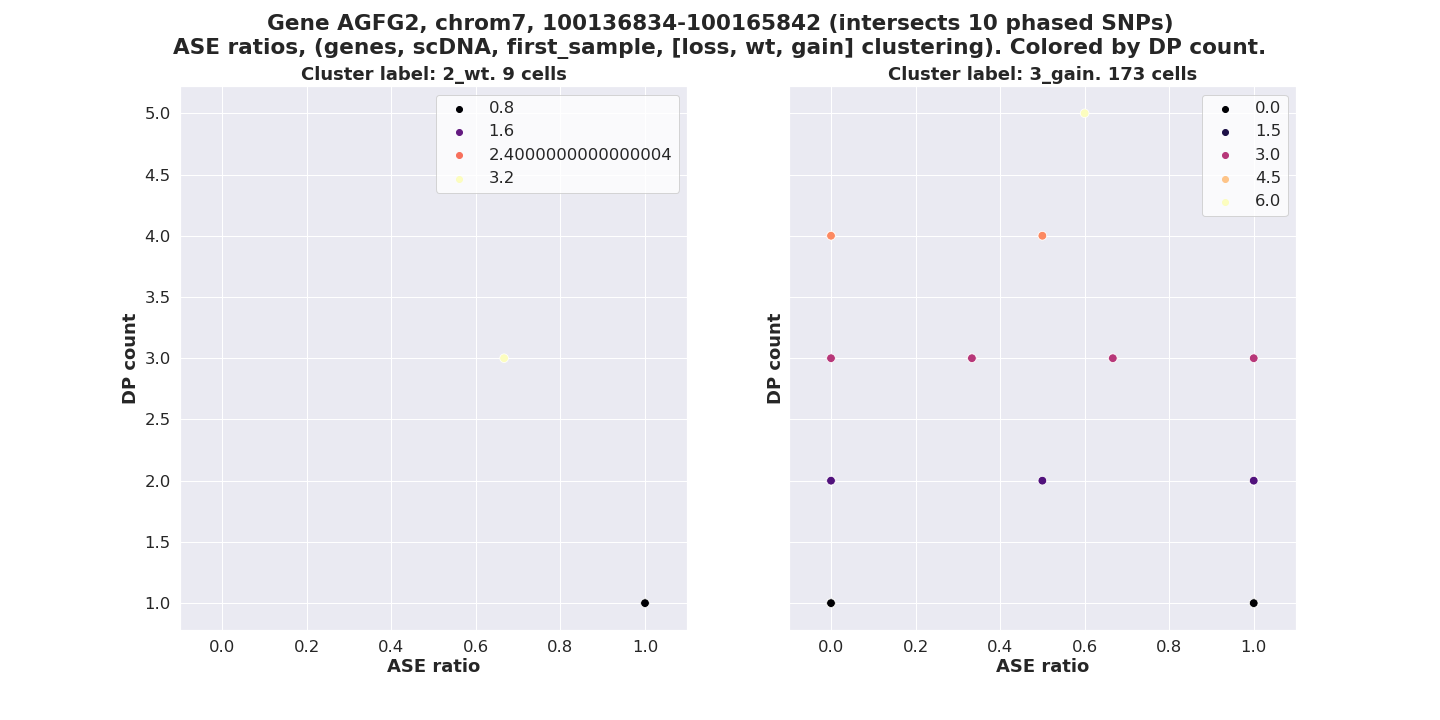 Gene AGFG2, chrom7, 100136834-100165842 (intersects 10 phased SNPs)
ASE ratios, (genes, scDNA, first_sample, [loss, wt, gain] clustering). Colored by DP count.
Cluster label: 2_wt. 9 cells
0.8
1.6
2.4000000000000004
3.2
5.0
4.5
4.0
3.5
3.0
2.5
2.0
1.5
1.0
DP count
0.0 0.2 0.4 0.6 0.8 1.0
ASE ratio
Cluster label: 3_gain. 173 cells
0.0
1.5
3.0
4.5
6.0
DP count
0.0 0.2 0.4 0.6 0.8 1.0
ASE ratio